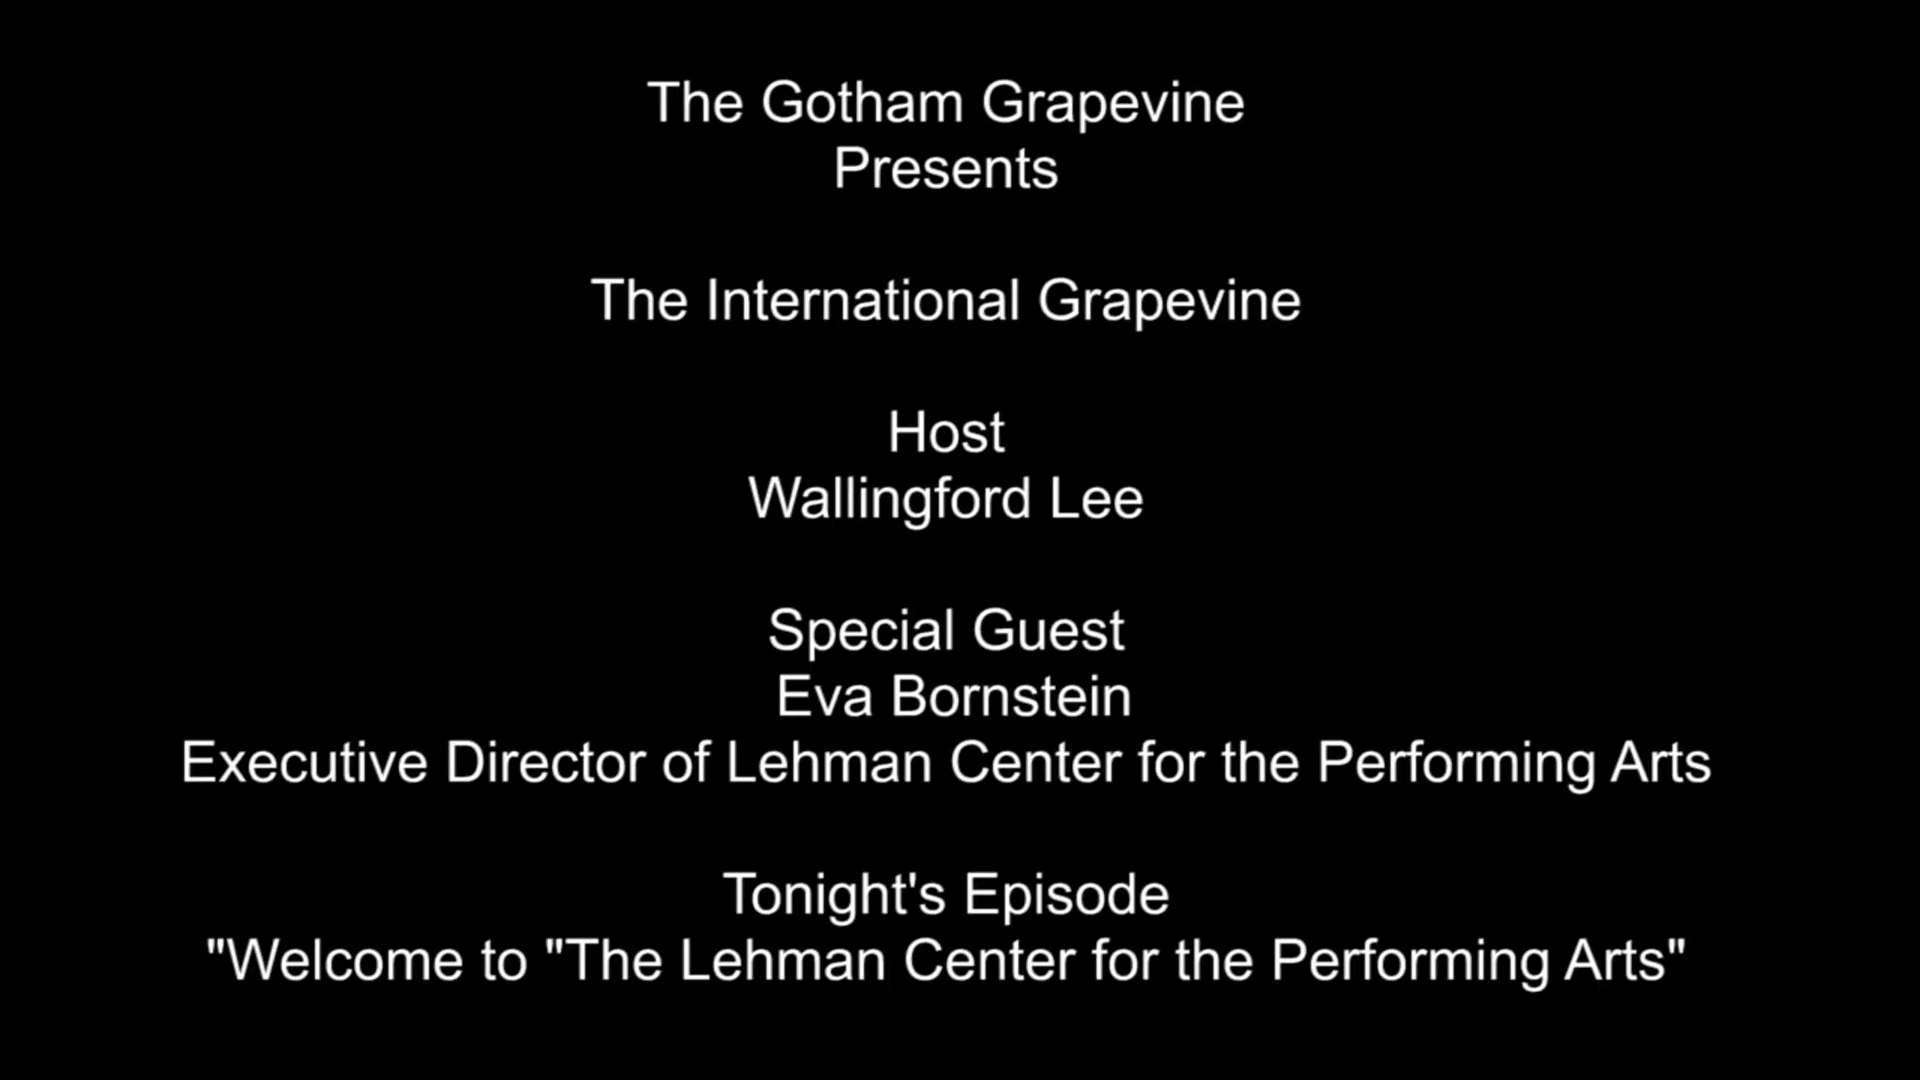 The Gotham Grapevine
Presents
The International Grapevine
Host
Wallingford Lee
Special Guest
Eva Bornstein
Executive Director of Lehman Center for the Performing Arts
Tonight's Episode
"Welcome to "The Lehman Center for the Performing Arts"